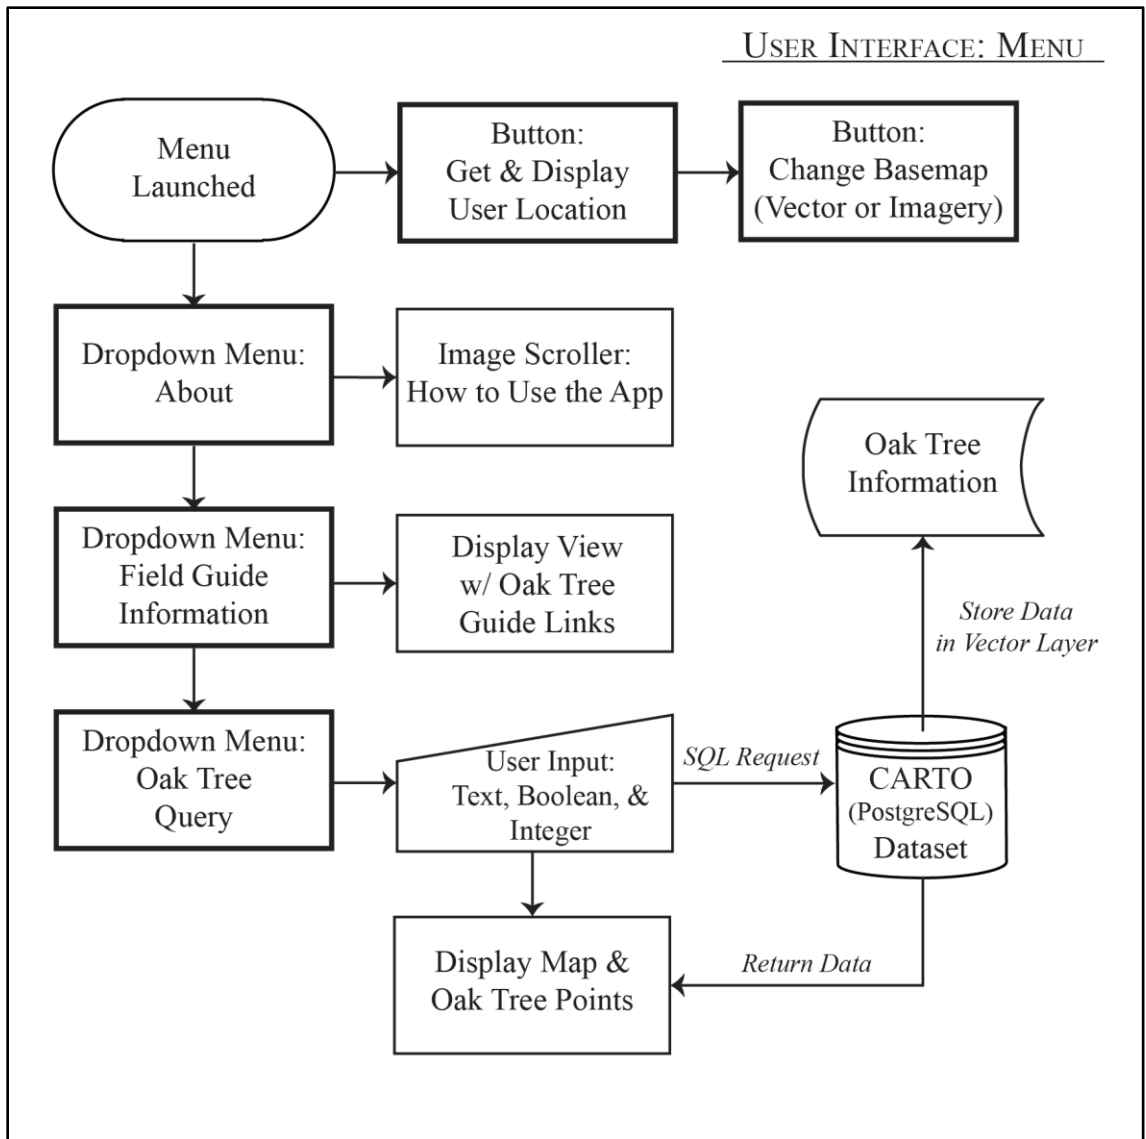 USER INTERFACE: MENU
Menu
Launched
Button:
Get & Display
User Location
Button:
Change Basemap
(Vector or Imagery)
Dropdown Menu:
About
Image Scroller:
How to Use the App
Oak Tree
Information
Dropdown Menu:
Field Guide
Information
Display View
w/ Oak Tree
Guide Links
Store Data
in Vector Layer
Dropdown Menu:
Oak Tree
Query
User Input:
Text, Boolean, &
Integer
SQL Request
CARTO
(PostgreSQL)
Dataset
Display Map &
Oak Tree Points
Return Data